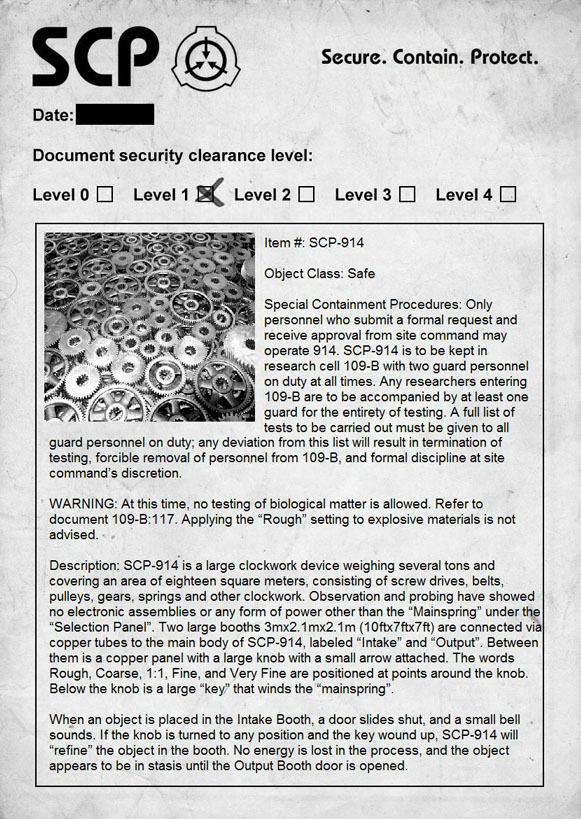 SCP
Secure. Contain. Protect.
Date:
Document security clearance level:
Level 0 Level 1 Level 2 Level 3 Level 4
Item #: SCP-914
Object Class: Safe
Special Containment Procedures: Only
personnel who submit a formal request and
receive approval from site command may
operate 914. SCP-914 is to be kept in
research cell 109-B with two guard personnel
on duty at all times. Any researchers entering
109-B are to be accompanied by at least one
guard for the entirety of testing. A full list of
tests to be carried out must be given to all
guard personnel on duty; any deviation from this list will result in termination of
testing, forcible removal of personnel from 109-B, and formal discipline at site
command’s discretion.
WARNING: At this time, no testing of biological matter is allowed. Refer to
document 109-B:117. Applying the “Rough” setting to explosive materials is not
advised.
Description: SCP-914 is a large clockwork device weighing several tons and
covering an area of eighteen square meters, consisting of screw drives, belts,
pulleys, gears, springs and other clockwork. Observation and probing have showed
no electronic assemblies or any form of power other than the “Mainspring” under the
“Selection Panel”. Two large booths 3mx2.1mx2.1m (10ftx7ftx7ft) are connected via
copper tubes to the main body of SCP-914, labeled “Intake” and “Output”. Between
them is a copper panel with a large knob with a small arrow attached. The words
Rough, Coarse, 1:1, Fine, and Very Fine are positioned at points around the knob.
Below the knob is a large “key” that winds the “mainspring”.
When an object is placed in the Intake Booth, a door slides shut, and a small bell
sounds. If the knob is turned to any position and the key wound up, SCP-914 will
“refine” the object in the booth. No energy is lost in the process, and the object
appears to be in stasis until the Output Booth door is opened.